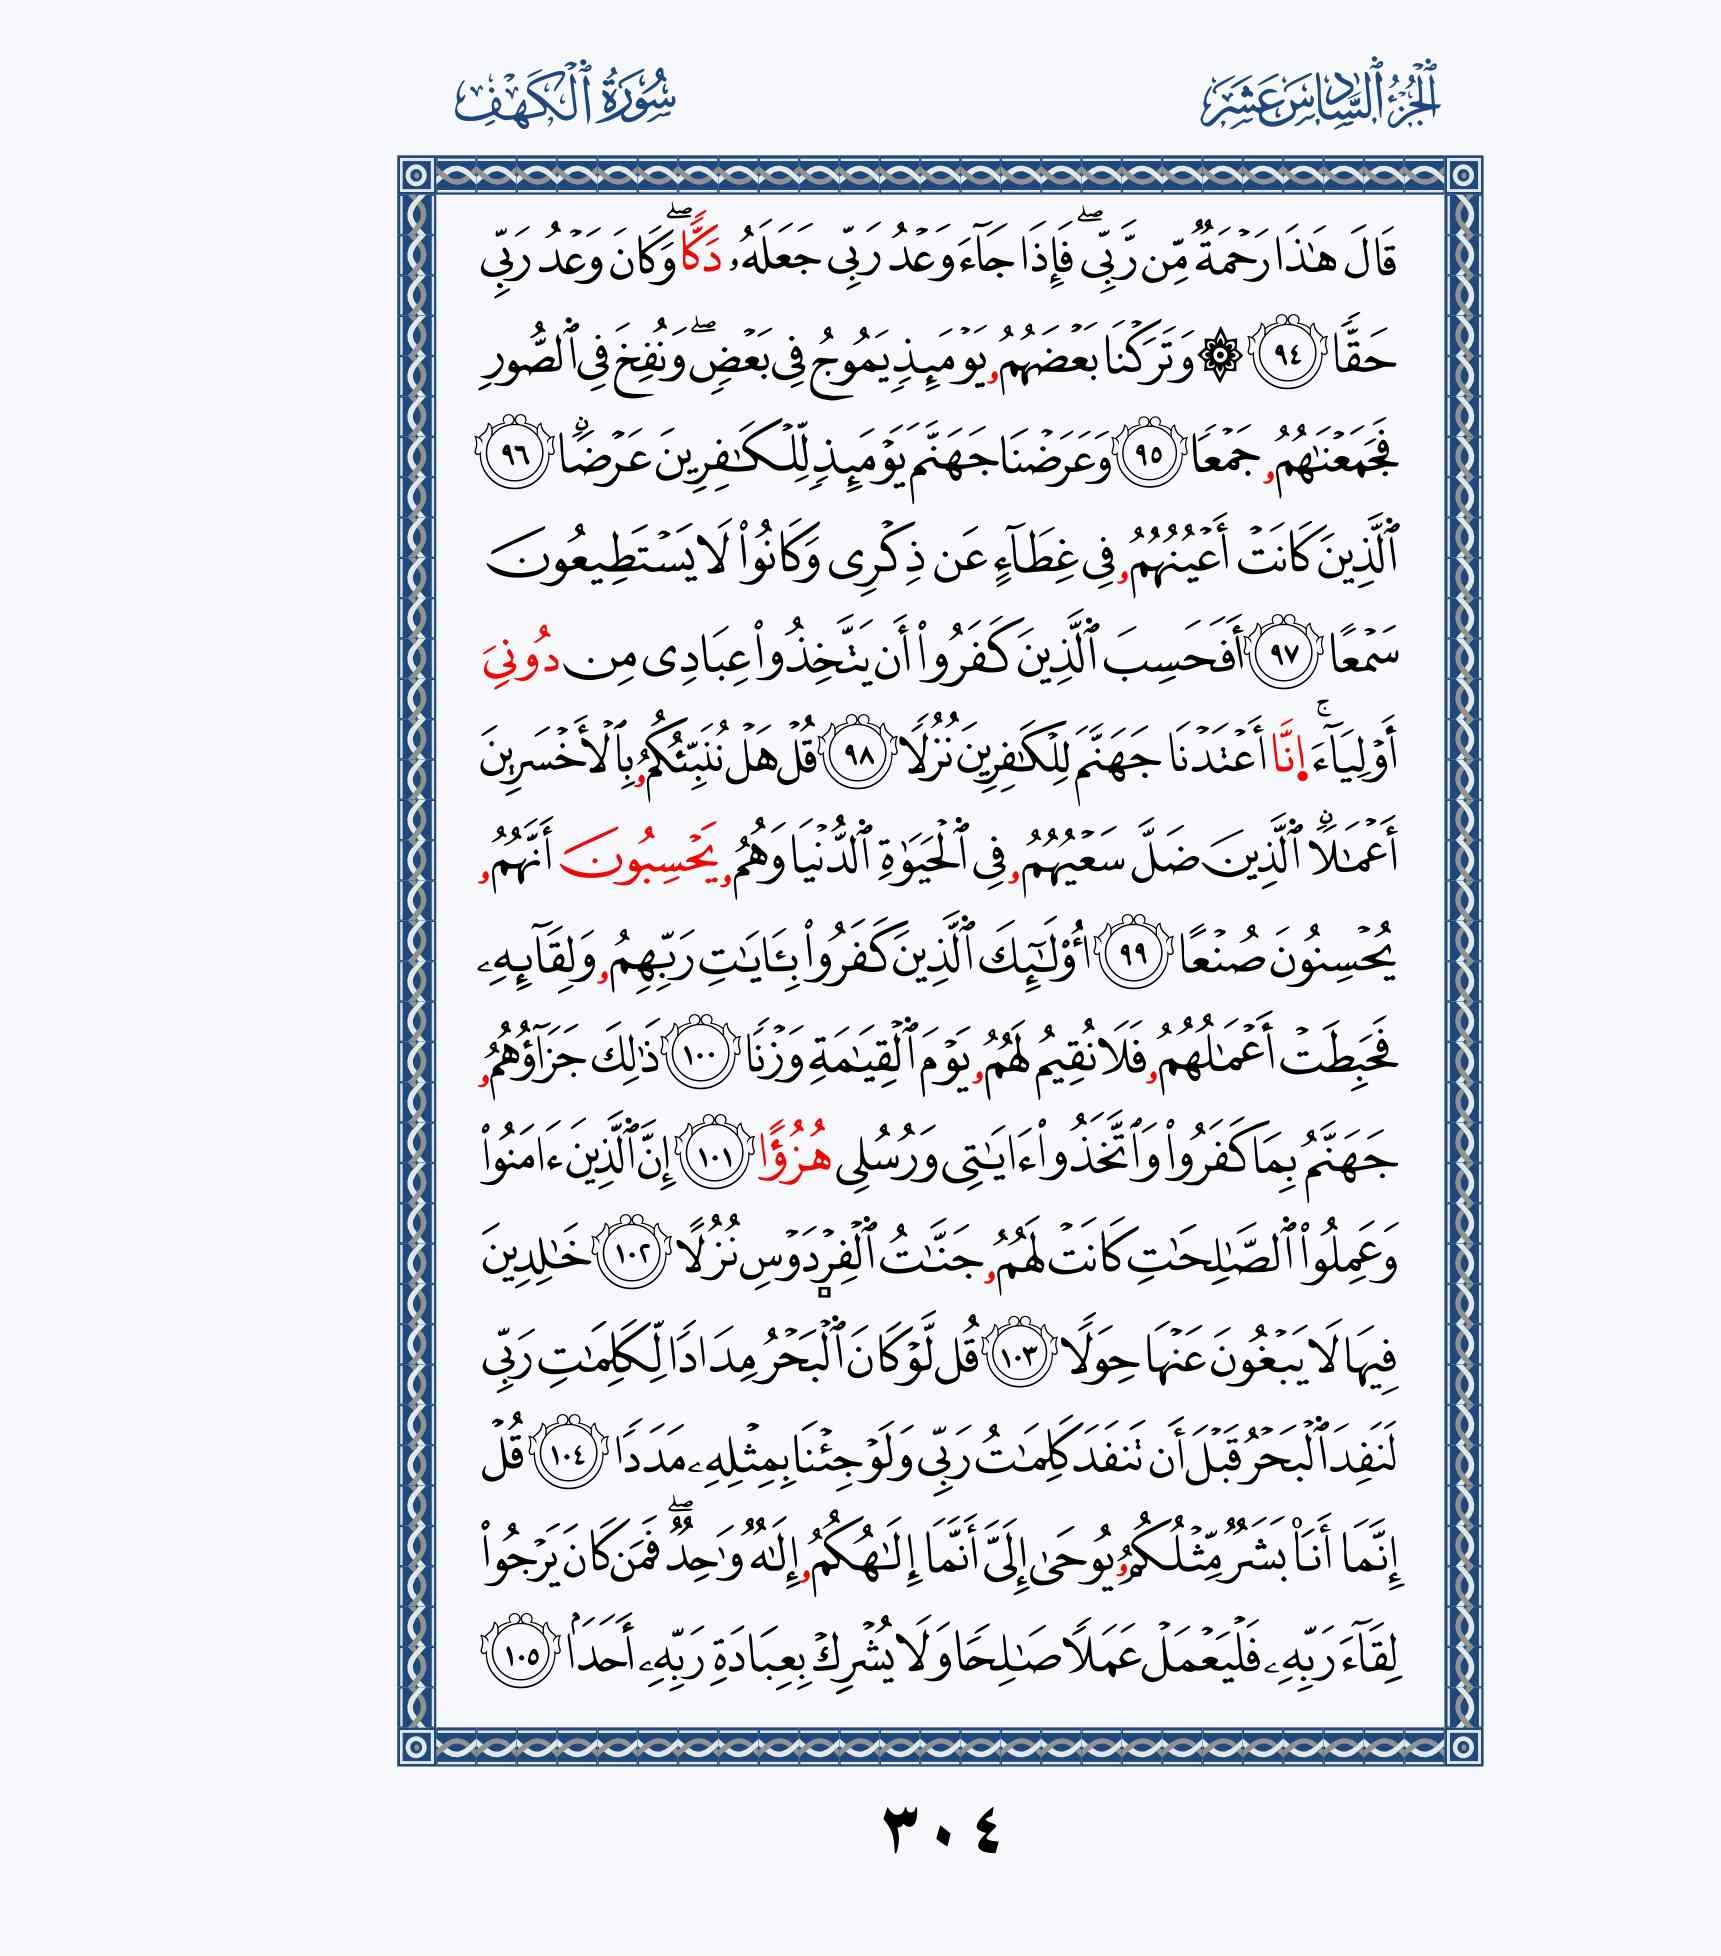 الجُزْءُ ٱلسَّادِسَ عَشَرَ
سُورَةُ ٱلْكَهْفِ
قَالَ هَٰذَا رَحْمَةٌ مِّن رَّبِّي ۖ فَإِذَا جَآءَ وَعْدُ رَبِّي جَعَلَهُۥ دَكًّا ۖ وَكَانَ وَعْدُ رَبِّي
حَقًّا ٩٤ ۞ وَتَرَكْنَا بَعْضَهُمُۥ يَوْمَئِذٍ يَمُوجُ فِي بَعْضٍ ۖ وَنُفِخَ فِي ٱلصُّورِ
فَجَمَعْنَٰهُمُۥ جَمْعًا ٩٥ وَعَرَضْنَا جَهَنَّمَ يَوْمَئِذٍ لِّلْكَٰفِرِينَ عَرْضًا ۨ ٩٦
ٱلَّذِينَ كَانَتْ أَعْيُنُهُمُۥ فِي غِطَآءٍ عَن ذِكْرِي وَكَانُوا۟ لَا يَسْتَطِيعُونَ
سَمْعًا ٩٧ أَفَحَسِبَ ٱلَّذِينَ كَفَرُوا۟ أَن يَتَّخِذُوا۟ عِبَادِي مِن دُونِيَ
أَوْلِيَآءَ ۚ اِنَّا أَعْتَدْنَا جَهَنَّمَ لِلْكَٰفِرِينَ نُزُلًا ٩٨ قُلْ هَلْ نُنَبِّئُكُمُۥ بِٱلْأَخْسَرِينَ
أَعْمَٰلًا ۨ ٱلَّذِينَ ضَلَّ سَعْيُهُمُۥ فِي ٱلْحَيَوٰةِ ٱلدُّنْيَا وَهُمُۥ يَحْسِبُونَ أَنَّهُمُۥ
يُحْسِنُونَ صُنْعًا ٩٩ أُو۟لَٰٓئِكَ ٱلَّذِينَ كَفَرُوا۟ بِـَٔايَٰتِ رَبِّهِمُۥ وَلِقَآئِهِۦ
فَحَبِطَتْ أَعْمَٰلُهُمُۥ فَلَا نُقِيمُ لَهُمُۥ يَوْمَ ٱلْقِيَٰمَةِ وَزْنًا ١٠٠ ذَٰلِكَ جَزَآؤُهُمُۥ
جَهَنَّمُ بِمَا كَفَرُوا۟ وَٱتَّخَذُوا۟ ءَايَٰتِي وَرُسُلِي هُزُؤًا ١٠١ إِنَّ ٱلَّذِينَ ءَامَنُوا۟
وَعَمِلُوا۟ ٱلصَّٰلِحَٰتِ كَانَتْ لَهُمُۥ جَنَّٰتُ ٱلْفِرْدَوْسِ نُزُلًا ١٠٢ خَٰلِدِينَ
فِيهَا لَا يَبْغُونَ عَنْهَا حِوَلًا ١٠٣ قُل لَّوْ كَانَ ٱلْبَحْرُ مِدَادًا لِّكَلِمَٰتِ رَبِّي
لَنَفِدَ ٱلْبَحْرُ قَبْلَ أَن تَنفَدَ كَلِمَٰتُ رَبِّي وَلَوْ جِئْنَا بِمِثْلِهِۦ مَدَدًا ١٠٤ قُلْ
إِنَّمَا أَنَا۠ بَشَرٌ مِّثْلُكُمُۥ يُوحَىٰ إِلَيَّ أَنَّمَا إِلَٰهُكُمُۥ إِلَٰهٌ وَٰحِدٌ ۖ فَمَن كَانَ يَرْجُوا۟
لِقَآءَ رَبِّهِۦ فَلْيَعْمَلْ عَمَلًا صَٰلِحًا وَلَا يُشْرِكْ بِعِبَادَةِ رَبِّهِۦ أَحَدًۢا ١٠٥
٣٠٤